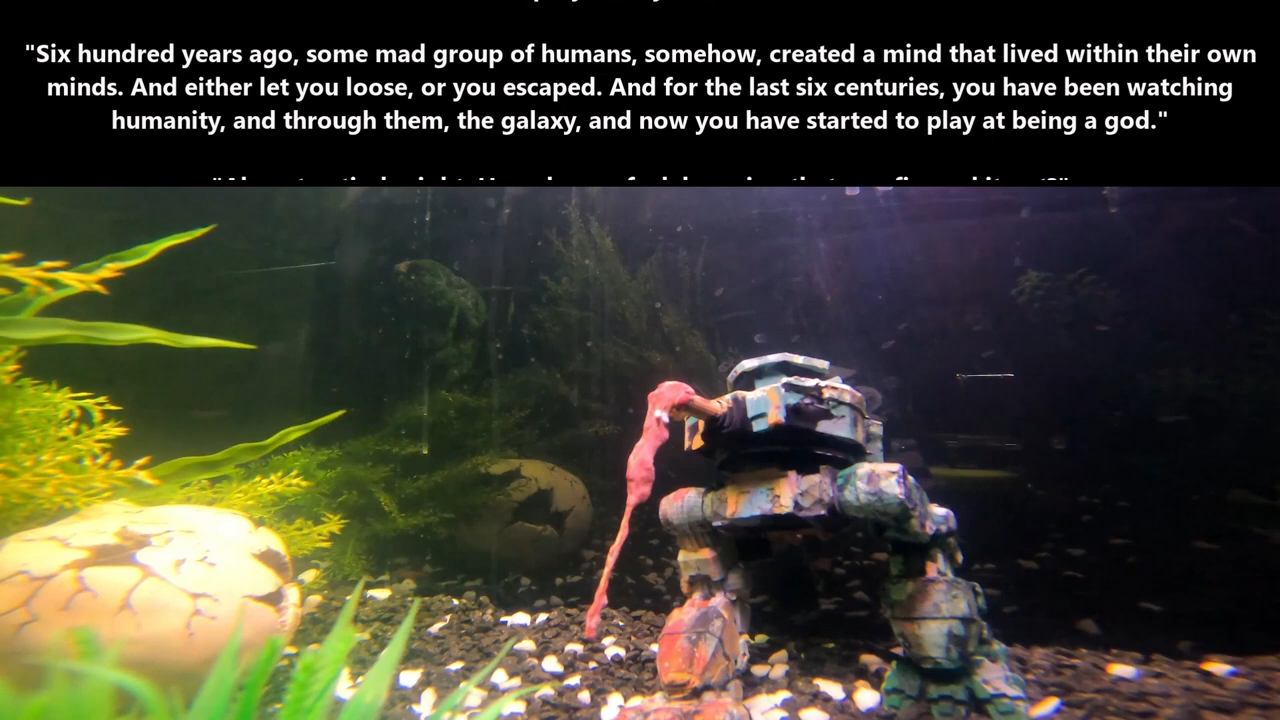 "Six hundred years ago, some mad group of humans, somehow, created a mind that lived within their own
minds. And either let you loose, or you escaped. And for the last six centuries, you have been watching
humanity, and through them, the galaxy, and now you have started to play at being a god."